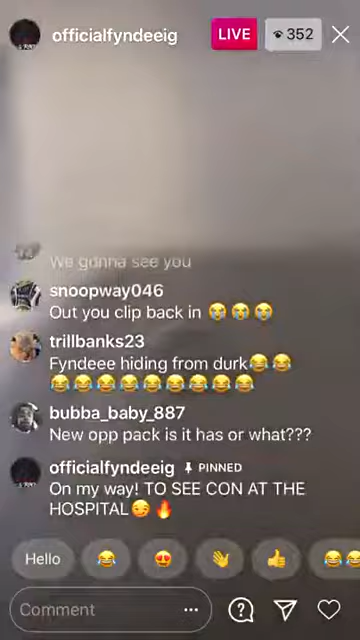 officialfyndeeig
LIVE
352
We gonna see you
snoopway046
Out you clip back in 😭😭😭
trillbanks23
Fyndeee hiding from durk😂😂
😂😂😂😂😂😂😂😂
bubba_baby_887
New opp pack is it has or what???
officialfyndeeig PINNED
On my way! TO SEE CON AT THE
HOSPITAL😏🔥
Hello 😂 😍 👋 👍 😂😂
Comment